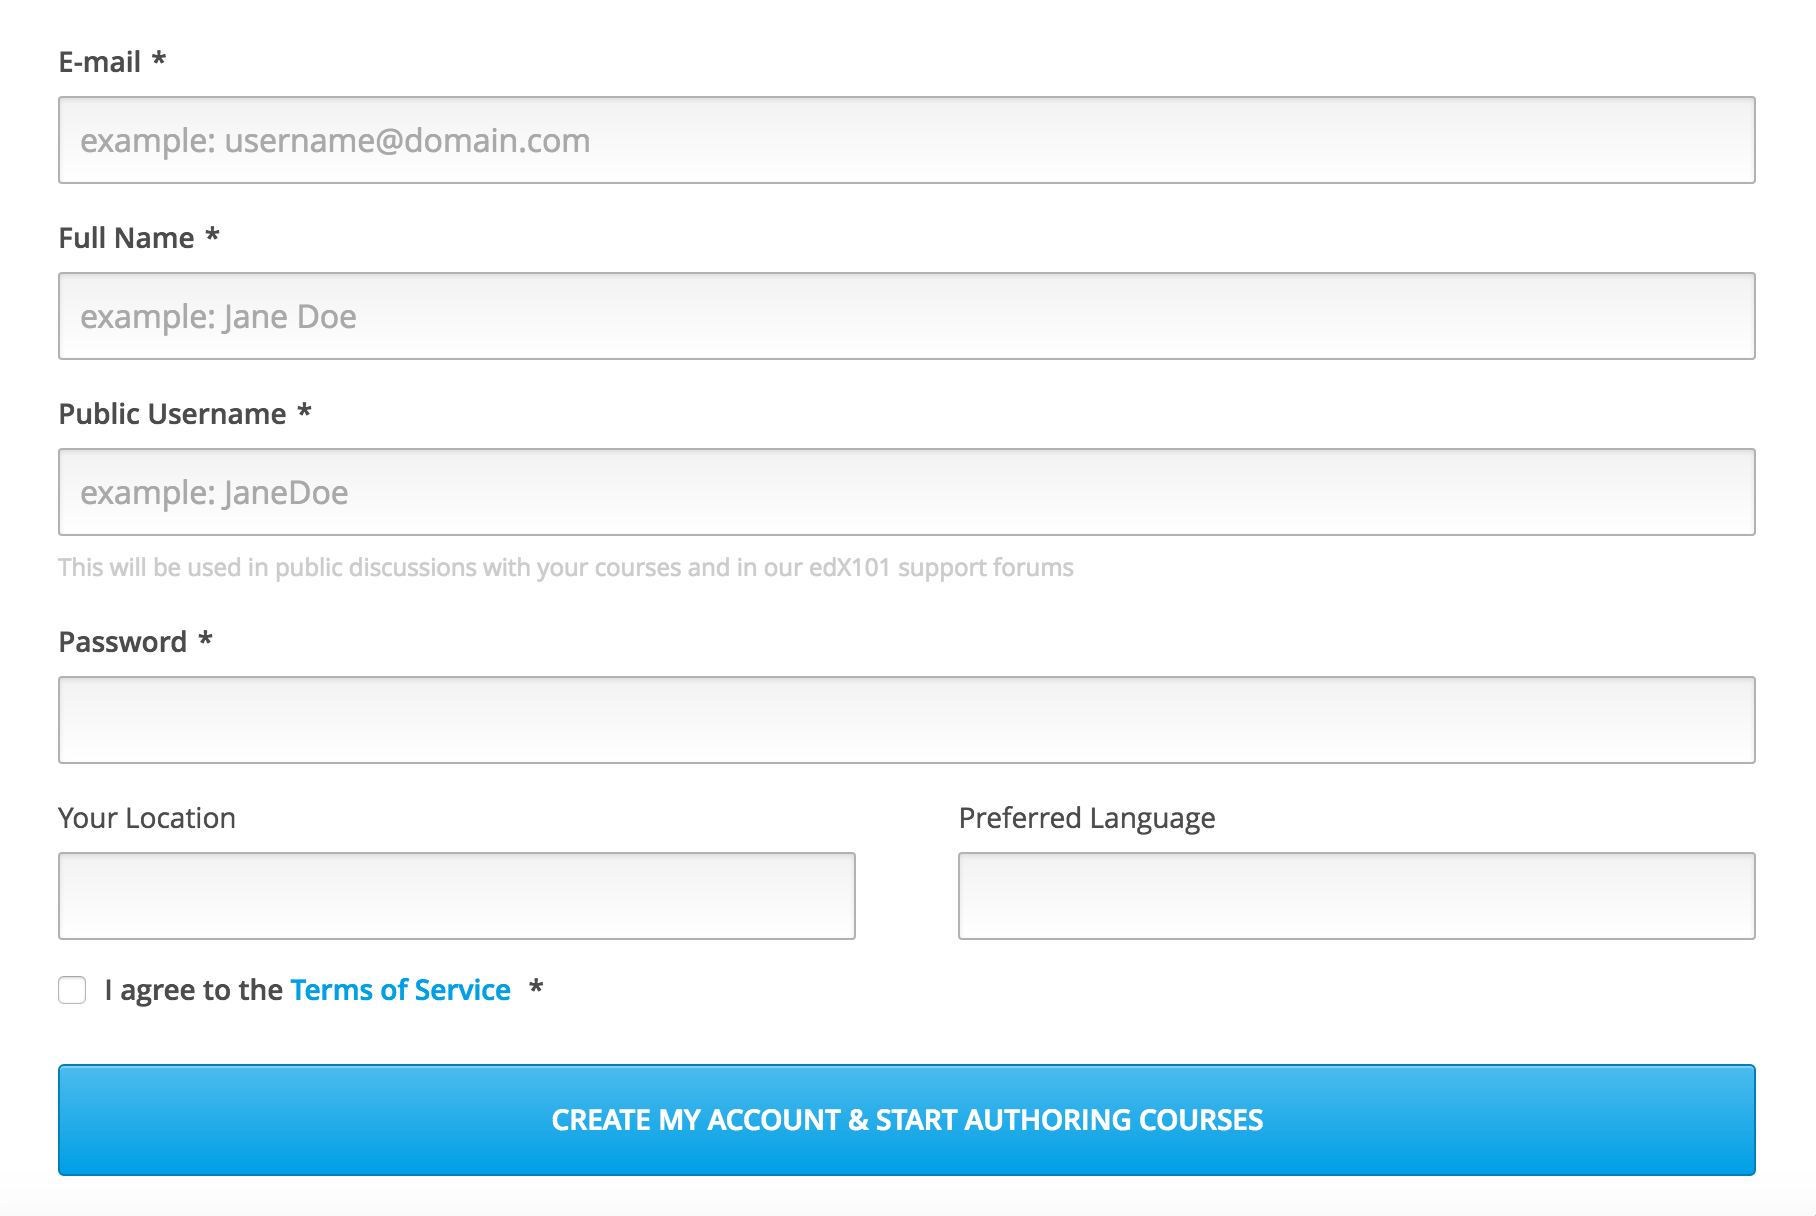 E-mail *
example: username@domain.com
Full Name *
example: Jane Doe
Public Username *
example: JaneDoe
This will be used in public discussions with your courses and in our edX101 support forums
Password *
Your Location
Preferred Language
I agree to the Terms of Service *
CREATE MY ACCOUNT & START AUTHORING COURSES